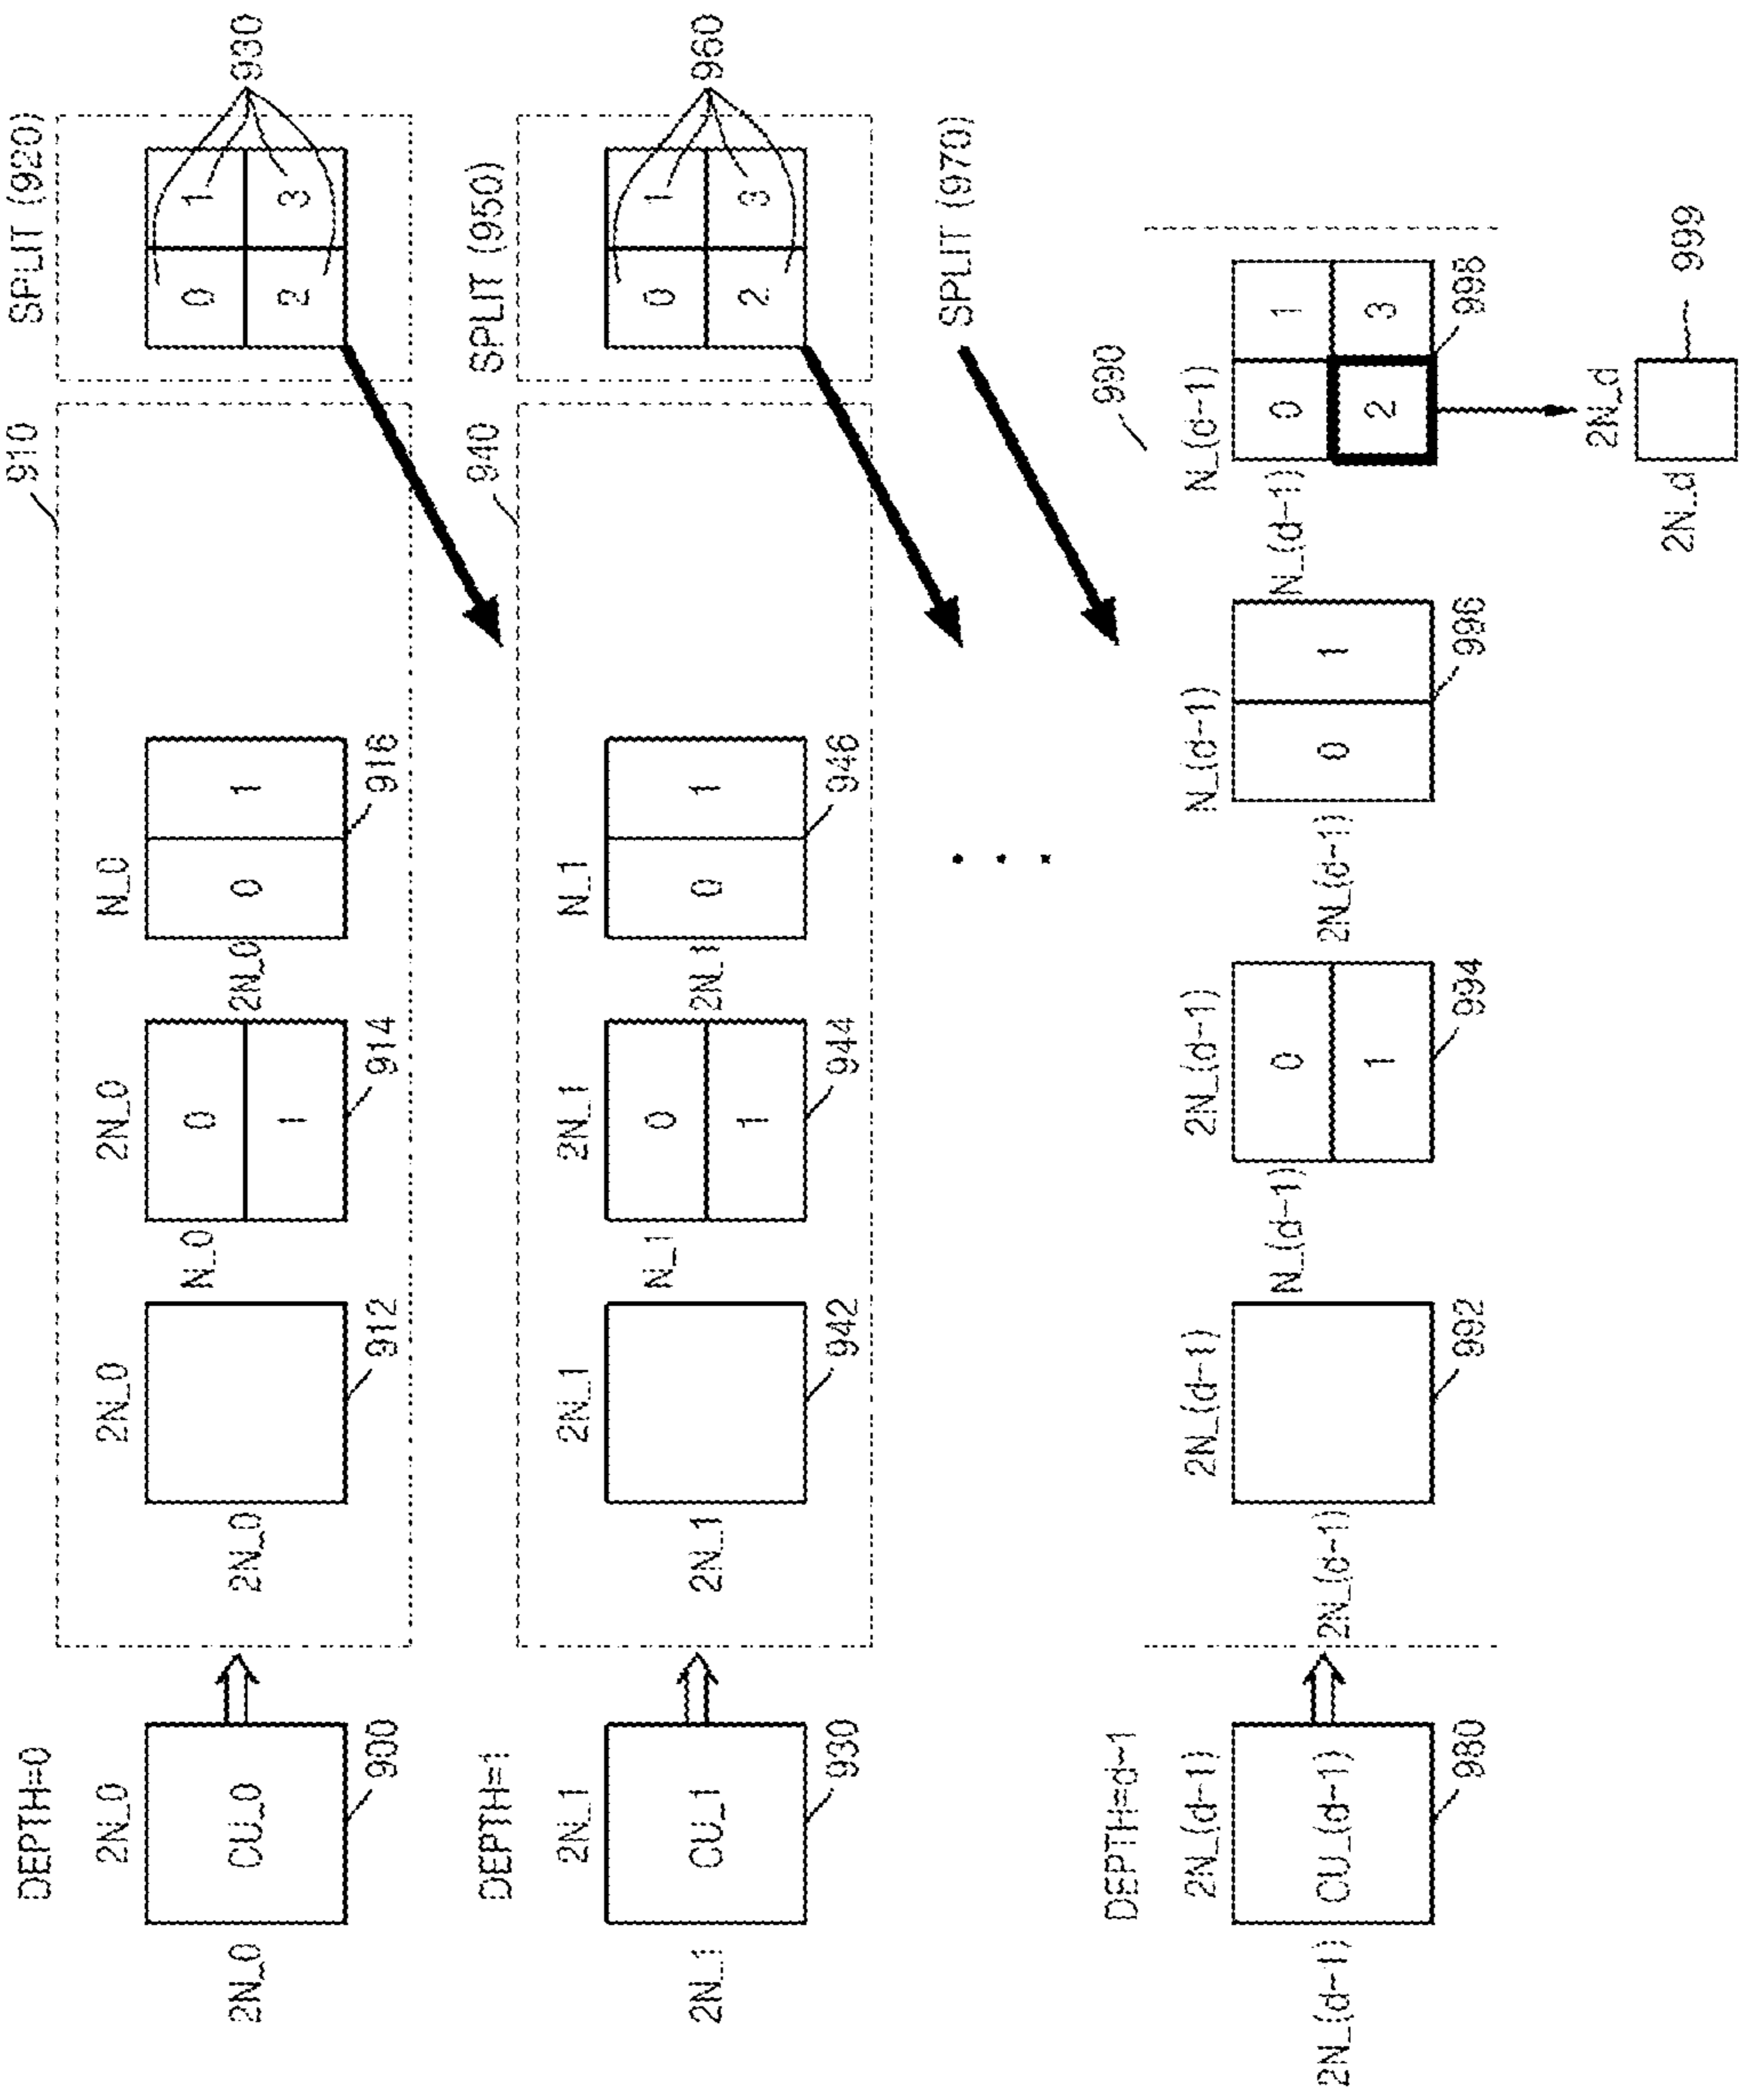 DEPTH=0
910
SPLIT (920)
2N_0
2N_0
2N_0
N_0
2N_0
CU_0
2N_0
N_0
0
1
2N_0
0
1
0
1
2
3
930
900
912
914
916
DEPTH=1
940
SPLIT (950)
2N_1
2N_1
2N_1
N_1
2N_1
CU_1
2N_1
N_1
0
1
2N_1
0
1
0
1
2
3
960
930
942
944
946
SPLIT (970)
DEPTH=d-1
990
2N_(d-1)
2N_(d-1)
2N_(d-1)
N_(d-1)
N_(d-1)
2N_(d-1)
CU_(d-1)
2N_(d-1)
N_(d-1)
0
1
2N_(d-1)
0
1
N_(d-1)
0
1
2
3
980
992
994
996
998
2N_d
2N_d
999